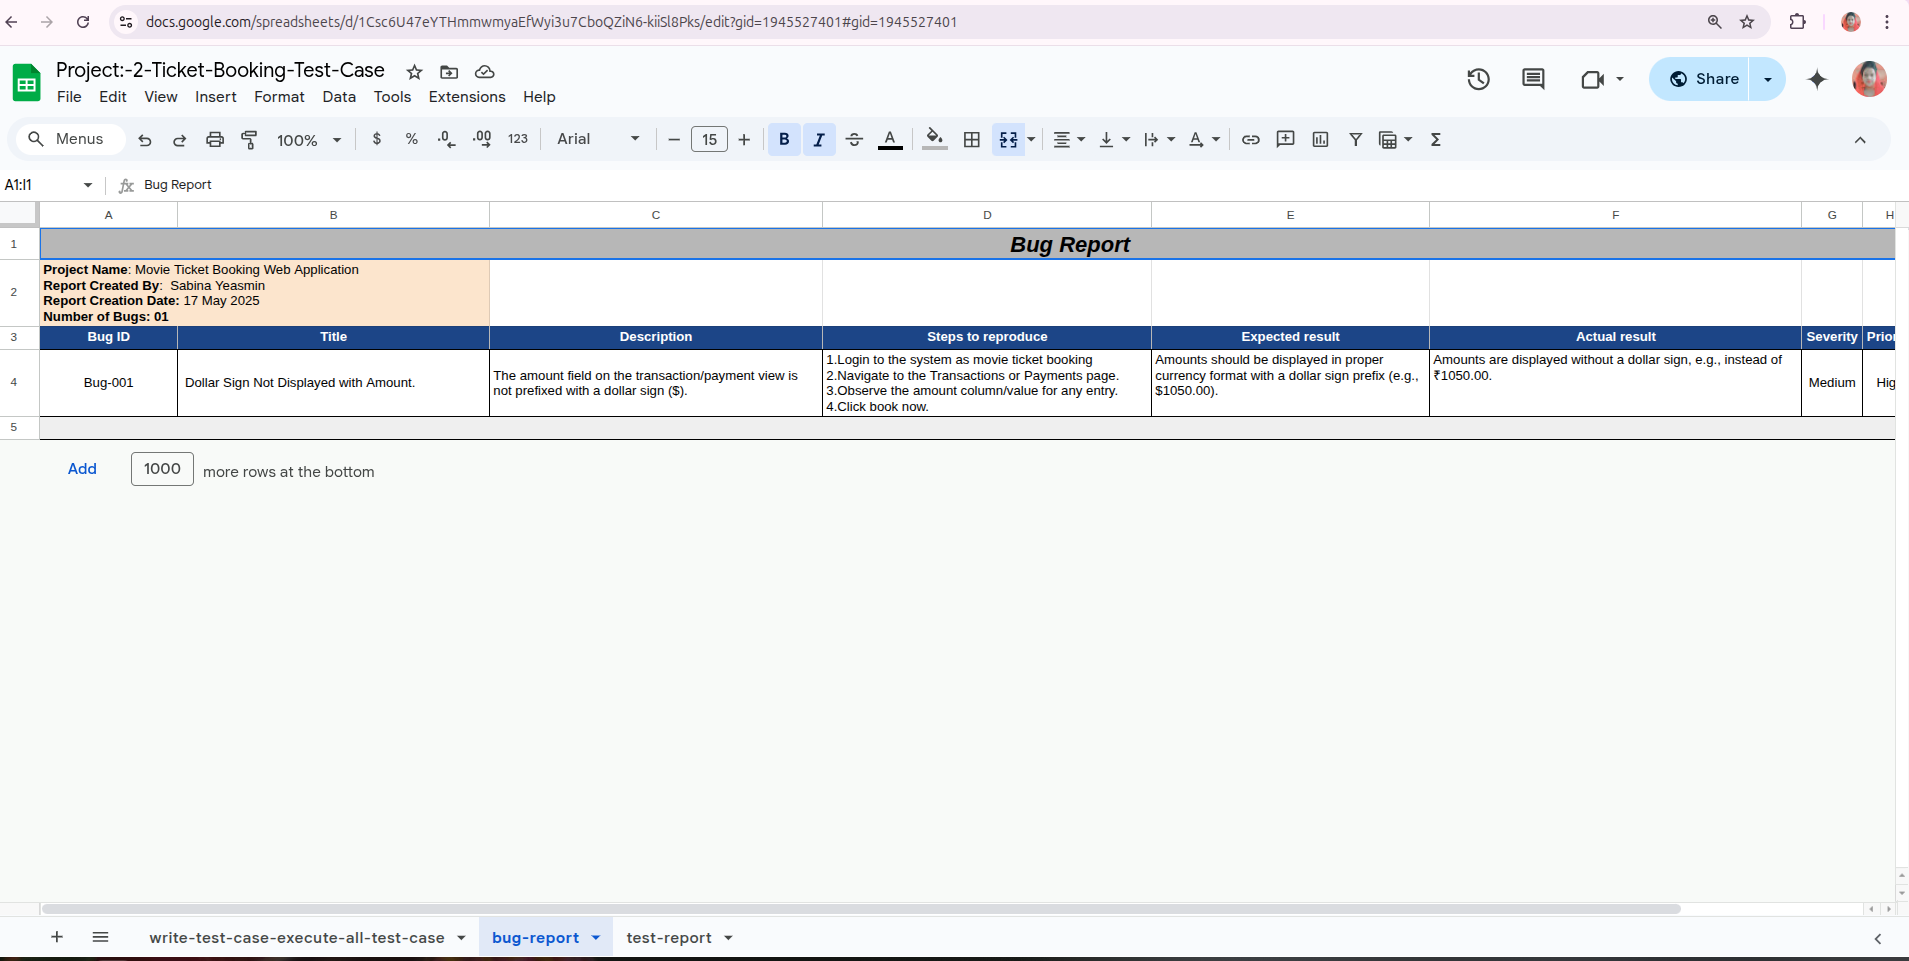 docs.google.com/spreadsheets/d/1Csc6U47eYTHmmwmyaEfWyi3u7CboQZiN6-kiiSl8Pks/edit?gid=1945527401#gid=1945527401
Project:-2-Ticket-Booking-Test-Case
File Edit View Insert Format Data Tools Extensions Help
Share
Menus 100% $ % .0 .00 123 Arial 15 B I A
A1:I1 fx Bug Report
A B C D E F G H
1 Bug Report
2
Project Name: Movie Ticket Booking Web Application
Report Created By: Sabina Yeasmin
Report Creation Date: 17 May 2025
Number of Bugs: 01
3 Bug ID Title Description Steps to reproduce Expected result Actual result Severity Prior
4 Bug-001
Dollar Sign Not Displayed with Amount.
The amount field on the transaction/payment view is
not prefixed with a dollar sign ($).
1.Login to the system as movie ticket booking
2.Navigate to the Transactions or Payments page.
3.Observe the amount column/value for any entry.
4.Click book now.
Amounts should be displayed in proper
currency format with a dollar sign prefix (e.g.,
$1050.00).
Amounts are displayed without a dollar sign, e.g., instead of
₹1050.00.
Medium
Hig
5
Add 1000 more rows at the bottom
write-test-case-execute-all-test-case bug-report test-report